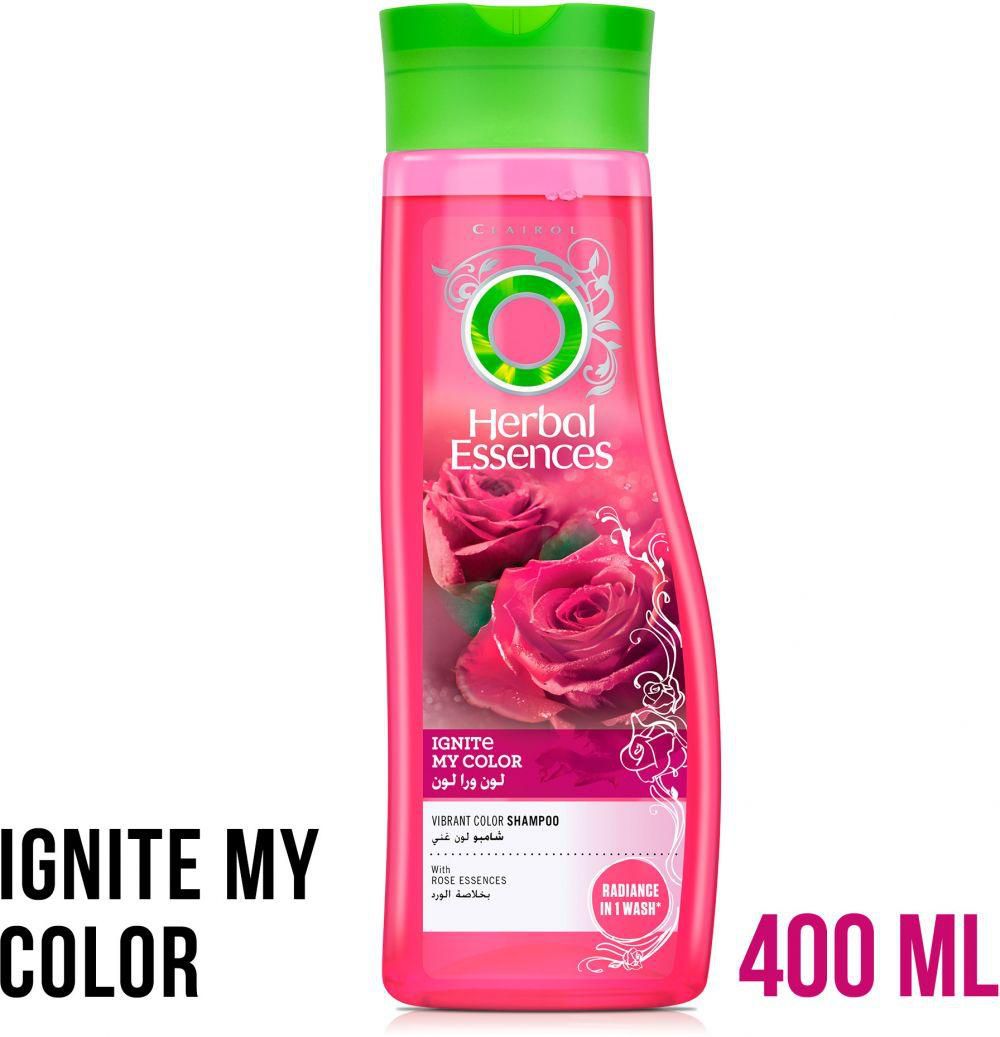 CLAIROL
Herbal
Essences
IGNITe
MY COLOR
لون ورا لون
VIBRANT COLOR SHAMPOO
شامبو لون غني
With
ROSE ESSENCES
بخلاصة الورد
RADIANCE
IN 1 WASH*
IGNITE MY
COLOR
400 ML